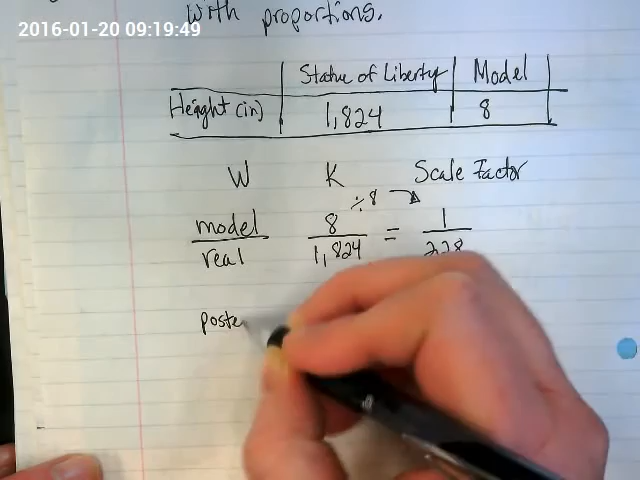 with proportions.
2016-01-20 09:19:49
Statue of Liberty Model
Height (in) 1,824 8
W K Scale Factor
÷8
model 8 = 1
real 1,824 228
poste